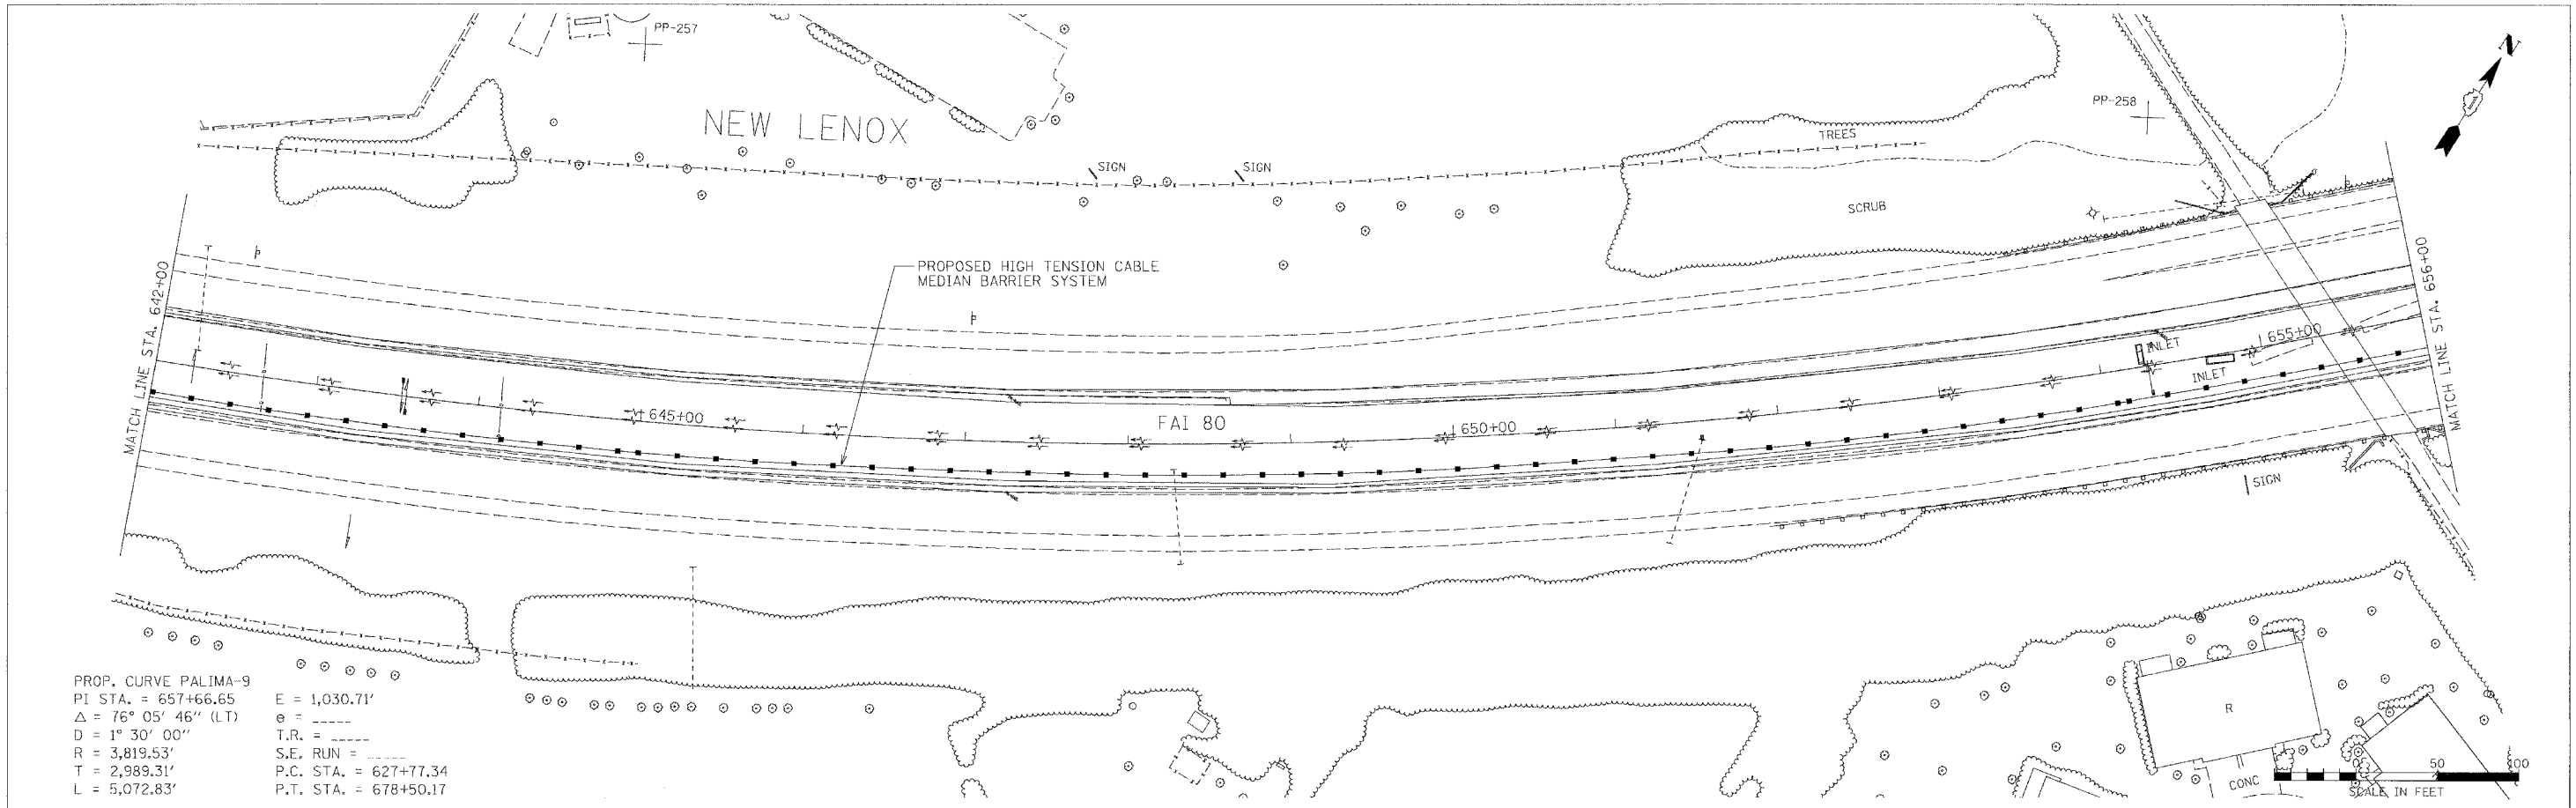 PP-257
N
NEW LENOX
PP-258
TREES
SIGN
SIGN
SCRUB
PROPOSED HIGH TENSION CABLE
MEDIAN BARRIER SYSTEM
MATCH LINE STA. 642+00
MATCH LINE STA. 656+00
655+00
INLET
INLET
645+00
FAI 80
650+00
SIGN
PROP. CURVE PALIMA-9
PI STA. = 657+66.65 E = 1,030.71'
Δ = 76° 05' 46" (LT) e = _____
D = 1° 30' 00" T.R. = _____
R = 3,819.53' S.E. RUN = _____
T = 2,989.31' P.C. STA. = 627+77.34
L = 5,072.83' P.T. STA. = 678+50.17
R
CONC
0 50 100
SCALE IN FEET